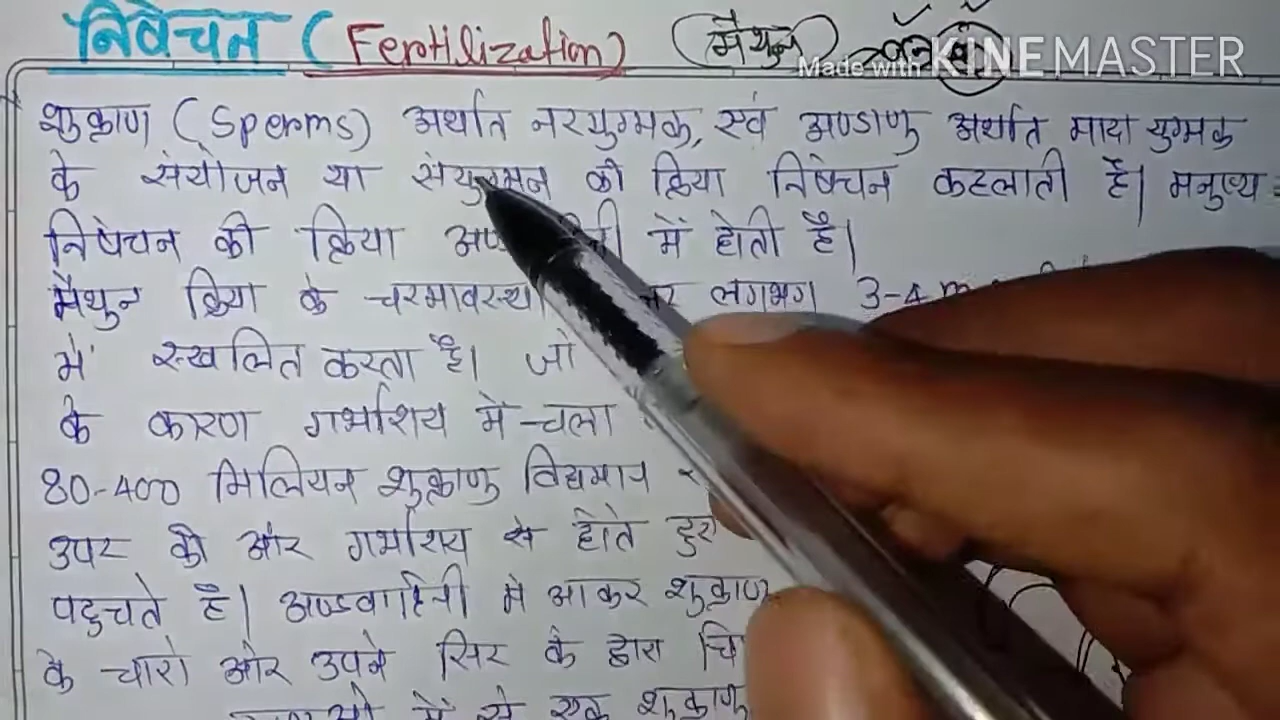 निषेचन (Fertilization) (मैथुन)
Made with KINEMASTER
शुक्राणु (Sperms) अर्थात नरयुग्मक, एवं अण्डाणु अर्थात मादा युग्मक
के संयोजन या संयुग्मन की क्रिया निषेचन कहलाती है। मनुष्य
निषेचन की क्रिया में होती है।
मैथुन क्रिया के चरमावस्था लगभग 3-4
में स्खलित करता है। जो
के कारण गर्भाशय में चला
80-400 मिलियन शुक्राणु विद्यमान
उपर की ओर गर्भाशय से होते हुए
पहुचते है। अण्डवाहिनी मे आकर शुक्राणु
के चारो ओर उपने सिर के द्वारा
में से एक शुक्राणु